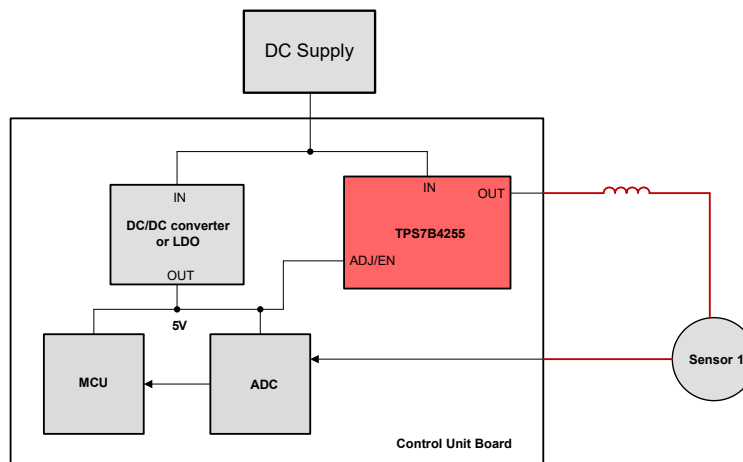 DC Supply
IN
IN
OUT
DC/DC converter
or LDO
TPS7B4255
ADJ/EN
OUT
5V
MCU
ADC
Sensor 1
Control Unit Board